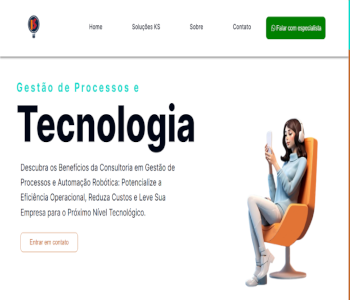 Home Soluções KS Sobre Contato Falar com especialista
Gestão de Processos e
Tecnologia
Descubra os Benefícios da Consultoria em Gestão de
Processos e Automação Robótica: Potencialize a
Eficiência Operacional, Reduza Custos e Leve Sua
Empresa para o Próximo Nível Tecnológico.
Entrar em contato